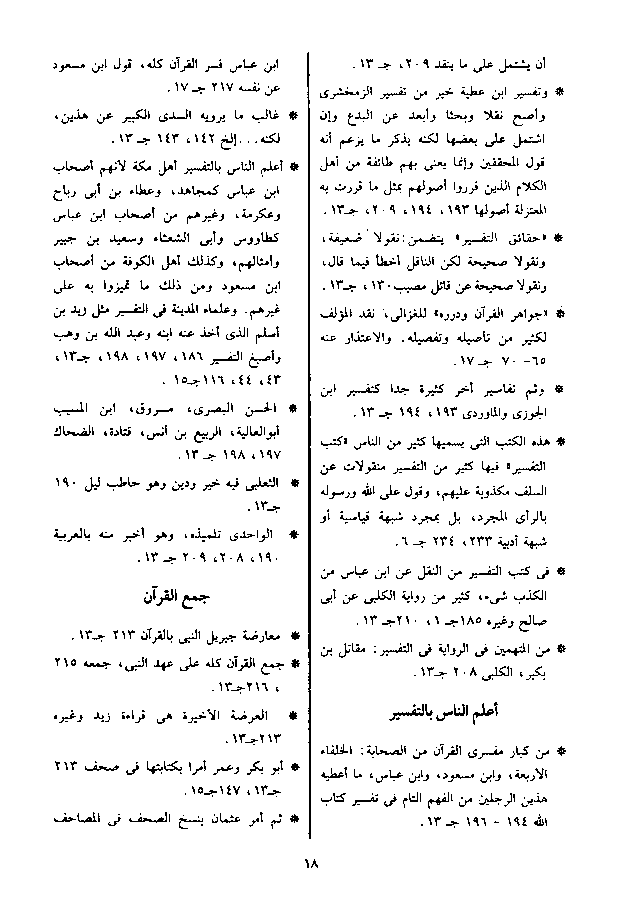 أن يشتمل على ما ينقد ٢٠٩، جـ ١٣.
* وتفسير ابن عطية خير من تفسير الزمخشرى
وأصح نقلا وبحثا وأبعد عن البدع وإن
اشتمل على بعضها لكنه يذكر ما يزعم أنه
قول المحققين وإنما يعنى بهم طائفة من أهل
الكلام الذين قرروا أصولهم بمثل ما قررت به
المعتزلة أصولها ١٩٣، ١٩٤، ٢٠٩، جـ١٣.
* «حقائق التفسير» يتضمن: نقولا ضعيفة،
ونقولا صحيحة لكن الناقل أخطأ فيما قال،
ونقولا صحيحة عن قائل مصيب ١٣٠، جـ١٣.
* «جواهر القرآن ودرره» للغزالى، نقد المؤلف
لكثير من تأصيله وتفصيله. والاعتذار عنه
٦٥- ٧٠ جـ ١٧.
* وثم تفاسير أخر كثيرة جدا كتفسير ابن
الجوزى والماوردى ١٩٣، ١٩٤ جـ ١٣.
* هذه الكتب التى يسميها كثير من الناس «كتب
التفسير» فيها كثير من التفسير منقولات عن
السلف مكذوبة عليهم، وقول على الله ورسوله
بالرأى المجرد، بل بمجرد شبهة قياسية أو
شبهة أدبية ٢٣٣، ٢٣٤ جـ ٦.
* فى كتب التفسير من النقل عن ابن عباس من
الكذب شىء، كثير من رواية الكلبى عن أبى
صالح وغيره ١٨٥جـ ٦، ٢١٠جـ ١٣.
* من المتهمين فى الرواية فى التفسير: مقاتل بن
بكير، الكلبى ٢٠٨ جـ١٣.
أعلم الناس بالتفسير
* من كبار مفسرى القرآن من الصحابة: الخلفاء
الأربعة، وابن مسعود، وابن عباس، ما أعطيه
هذين الرجلين من الفهم التام فى تفسير كتاب
الله ١٩٤ - ١٩٦ جـ ١٣.
ابن عباس فسر القرآن كله، قول ابن مسعود
عن نفسه ٢١٧ جـ ١٧.
* غالب ما يرويه السدى الكبير عن هذين،
لكنه...إلخ ١٤٢، ١٤٣ جـ ١٣.
* أعلم الناس بالتفسير أهل مكة لأنهم أصحاب
ابن عباس كمجاهد، وعطاء بن أبى رباح
وعكرمة، وغيرهم من أصحاب ابن عباس
كطاووس وأبى الشعثاء وسعيد بن جبير
وأمثالهم، وكذلك أهل الكوفة من أصحاب
ابن مسعود ومن ذلك ما تميزوا به على
غيرهم. وعلماء المدينة فى التفسير مثل زيد بن
أسلم الذى أخذ عنه ابنه وعبد الله بن وهب
وأصبغ التفسير ١٨٦، ١٩٧، ١٩٨، جـ١٣،
٤٣، ٤٤، ١١٦جـ١٥.
* الحسن البصرى، مسروق، ابن المسيب
أبوالعالية، الربيع بن أنس، قتادة، الضحاك
١٩٧، ١٩٨ جـ ١٣.
* الثعلبى فيه خير ودين وهو حاطب ليل ١٩٠
جـ١٣.
* الواحدى تلميذه، وهو أخبر منه بالعربية
١٩٠، ٢٠٨، ٢٠٩ جـ ١٣.
جمع القرآن
* معارضة جبريل النبى بالقرآن ٢١٣ جـ١٣.
* جمع القرآن كله على عهد النبى، جمعه ٢١٥
، ٢١٦جـ١٣.
* العرضة الأخيرة هى قراءة زيد وغيره
٢١٣جـ١٣.
* أبو بكر وعمر أمرا بكتابتها فى صحف ٢١٣
جـ١٣، ١٤٧جـ١٥.
* ثم أمر عثمان بنسخ الصحف فى المصاحف
١٨